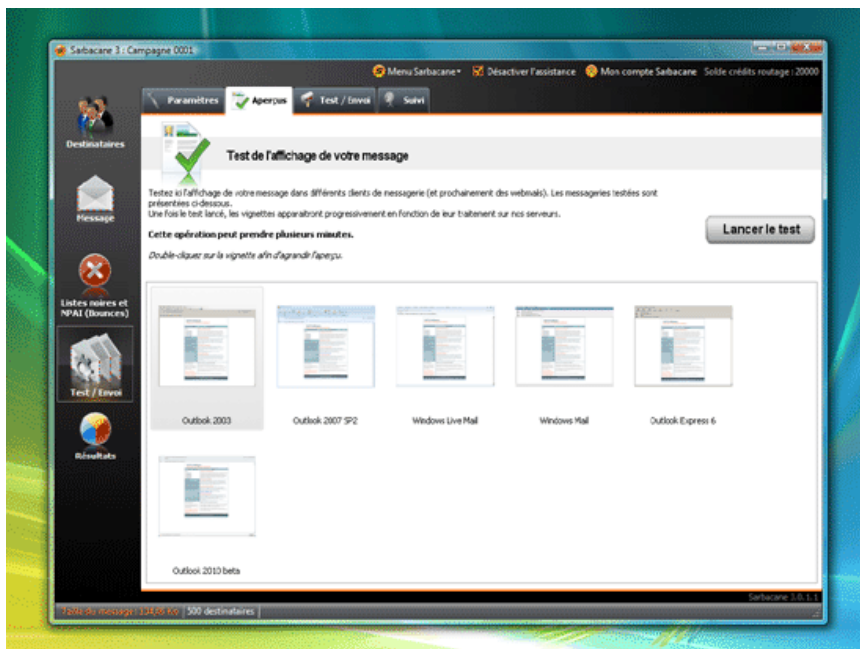 Sarbacane 3 : Campagne 0001
Menu Sarbacane
Désactiver l'assistance
Mon compte Sarbacane
Solde crédits routage : 20000
Paramètres
Aperçus
Test / Envoi
Suivi
Destinataires
Message
Listes noires et
NPAI (Bounces)
Test / Envoi
Résultats
Test de l'affichage de votre message
Testez ici l'affichage de votre message dans différents clients de messagerie (et prochainement des webmails). Les messageries testées sont
présentées ci-dessous.
Une fois le test lancé, les vignettes apparaitront progressivement en fonction de leur traitement sur nos serveurs.
Cette opération peut prendre plusieurs minutes.
Double-cliquez sur la vignette afin d'agrandir l'aperçu.
Lancer le test
Outlook 2003
Outlook 2007 SP2
Windows Live Mail
Windows Mail
Outlook Express 6
Outlook 2010 beta
Sarbacane 3.0.1.1
Taille du message :
500 destinataires